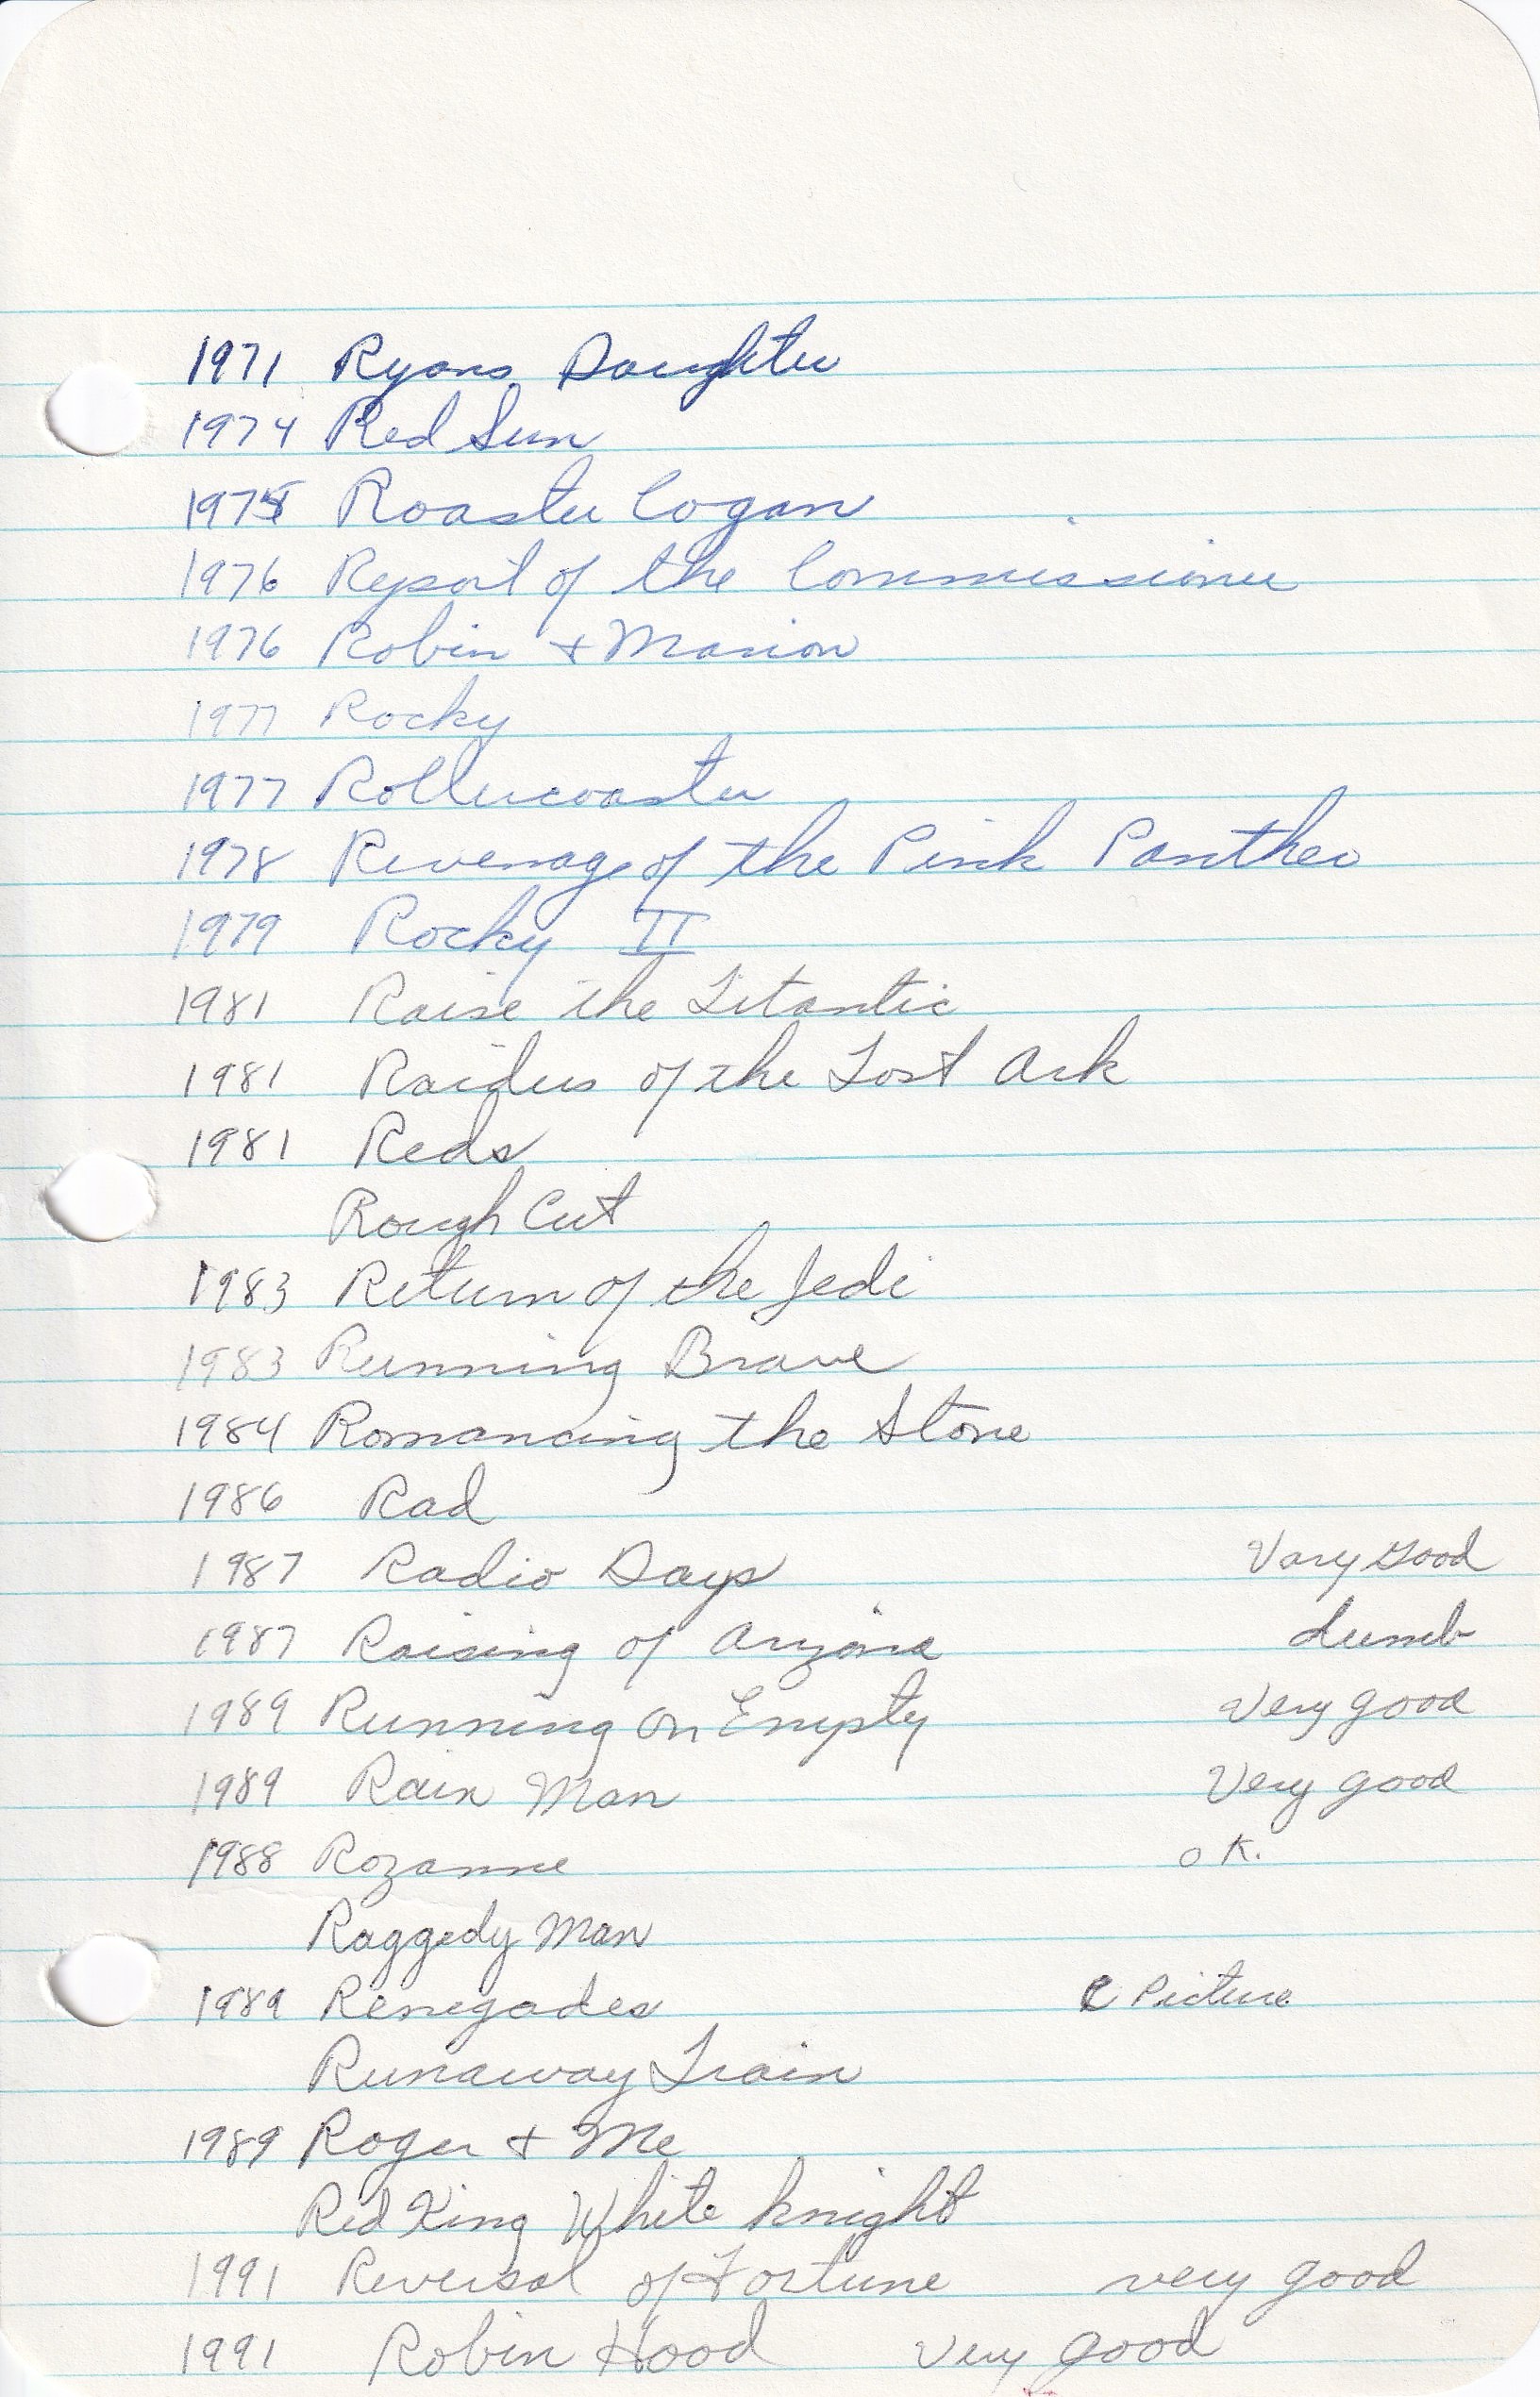 1971 Ryans Daughter
1974 Red Sun
1975 Roaster Cogan
1976 Report of the Commissioner
1976 Robin + Marion
1977 Rocky
1977 Rollercoaster
1978 Revenage of the Pink Panther
1979 Rocky II
1981 Raise the Titantic
1981 Raiders of the Lost Ark
1981 Reds
Rough Cut
1983 Return of the Jedi
1983 Running Brave
1984 Romancing the Stone
1986 Rad
1987 Radio Days Vary Good
1987 Raising of Aryona dumb
1989 Running On Empty Very good
1989 Rain Man Very good
1988 Rozanne O K.
Raggedy Man
1989 Renegades C Picture
Runaway Train
1989 Roger + Me
Red King White Knight
1991 Reversal of Fortune very good
1991 Robin Hood Very good